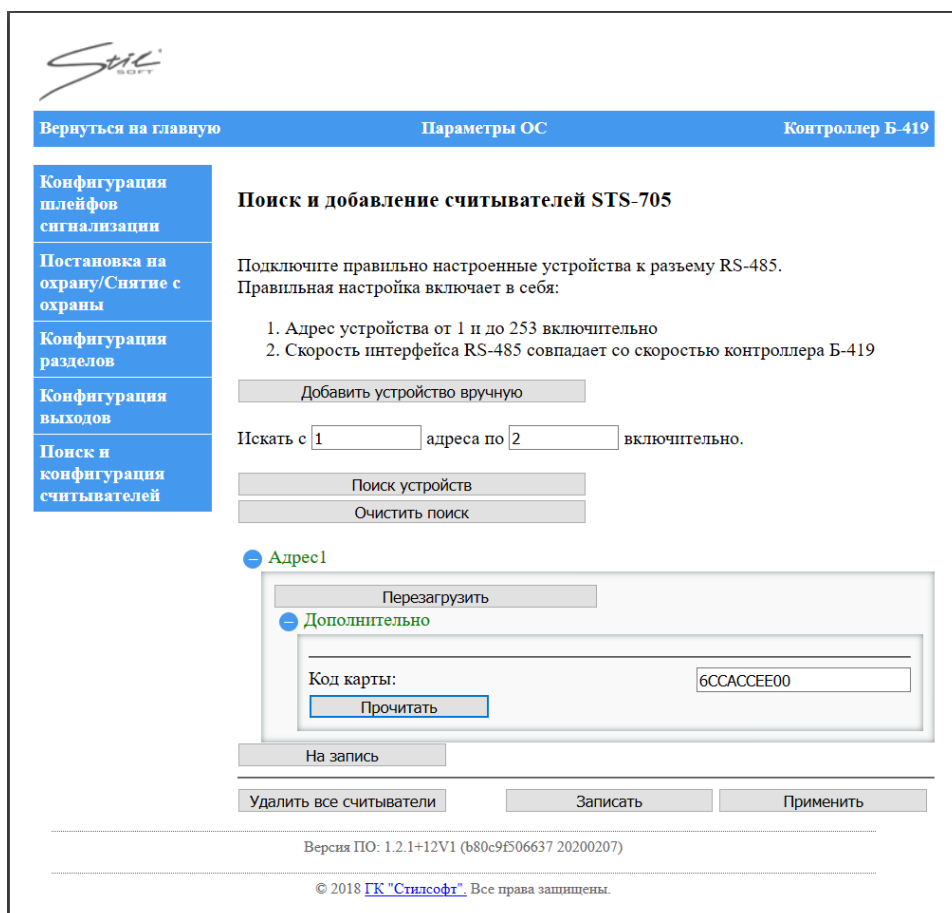 Stil
SOFT
Вернуться на главную Параметры ОС Контроллер Б-419
Конфигурация
шлейфов
сигнализации
Постановка на
охрану/Снятие с
охраны
Конфигурация
разделов
Конфигурация
выходов
Поиск и
конфигурация
считывателей
Поиск и добавление считывателей STS-705
Подключите правильно настроенные устройства к разъему RS-485.
Правильная настройка включает в себя:
1. Адрес устройства от 1 и до 253 включительно
2. Скорость интерфейса RS-485 совпадает со скоростью контроллера Б-419
Добавить устройство вручную
Искать с 1 адреса по 2 включительно.
Поиск устройств
Очистить поиск
Адрес1
Перезагрузить
Дополнительно
Код карты: 6CCACCEE00
Прочитать
На запись
Удалить все считыватели Записать Применить
Версия ПО: 1.2.1+12V1 (b80c9f506637 20200207)
© 2018 ГК "Стилсофт". Все права защищены.